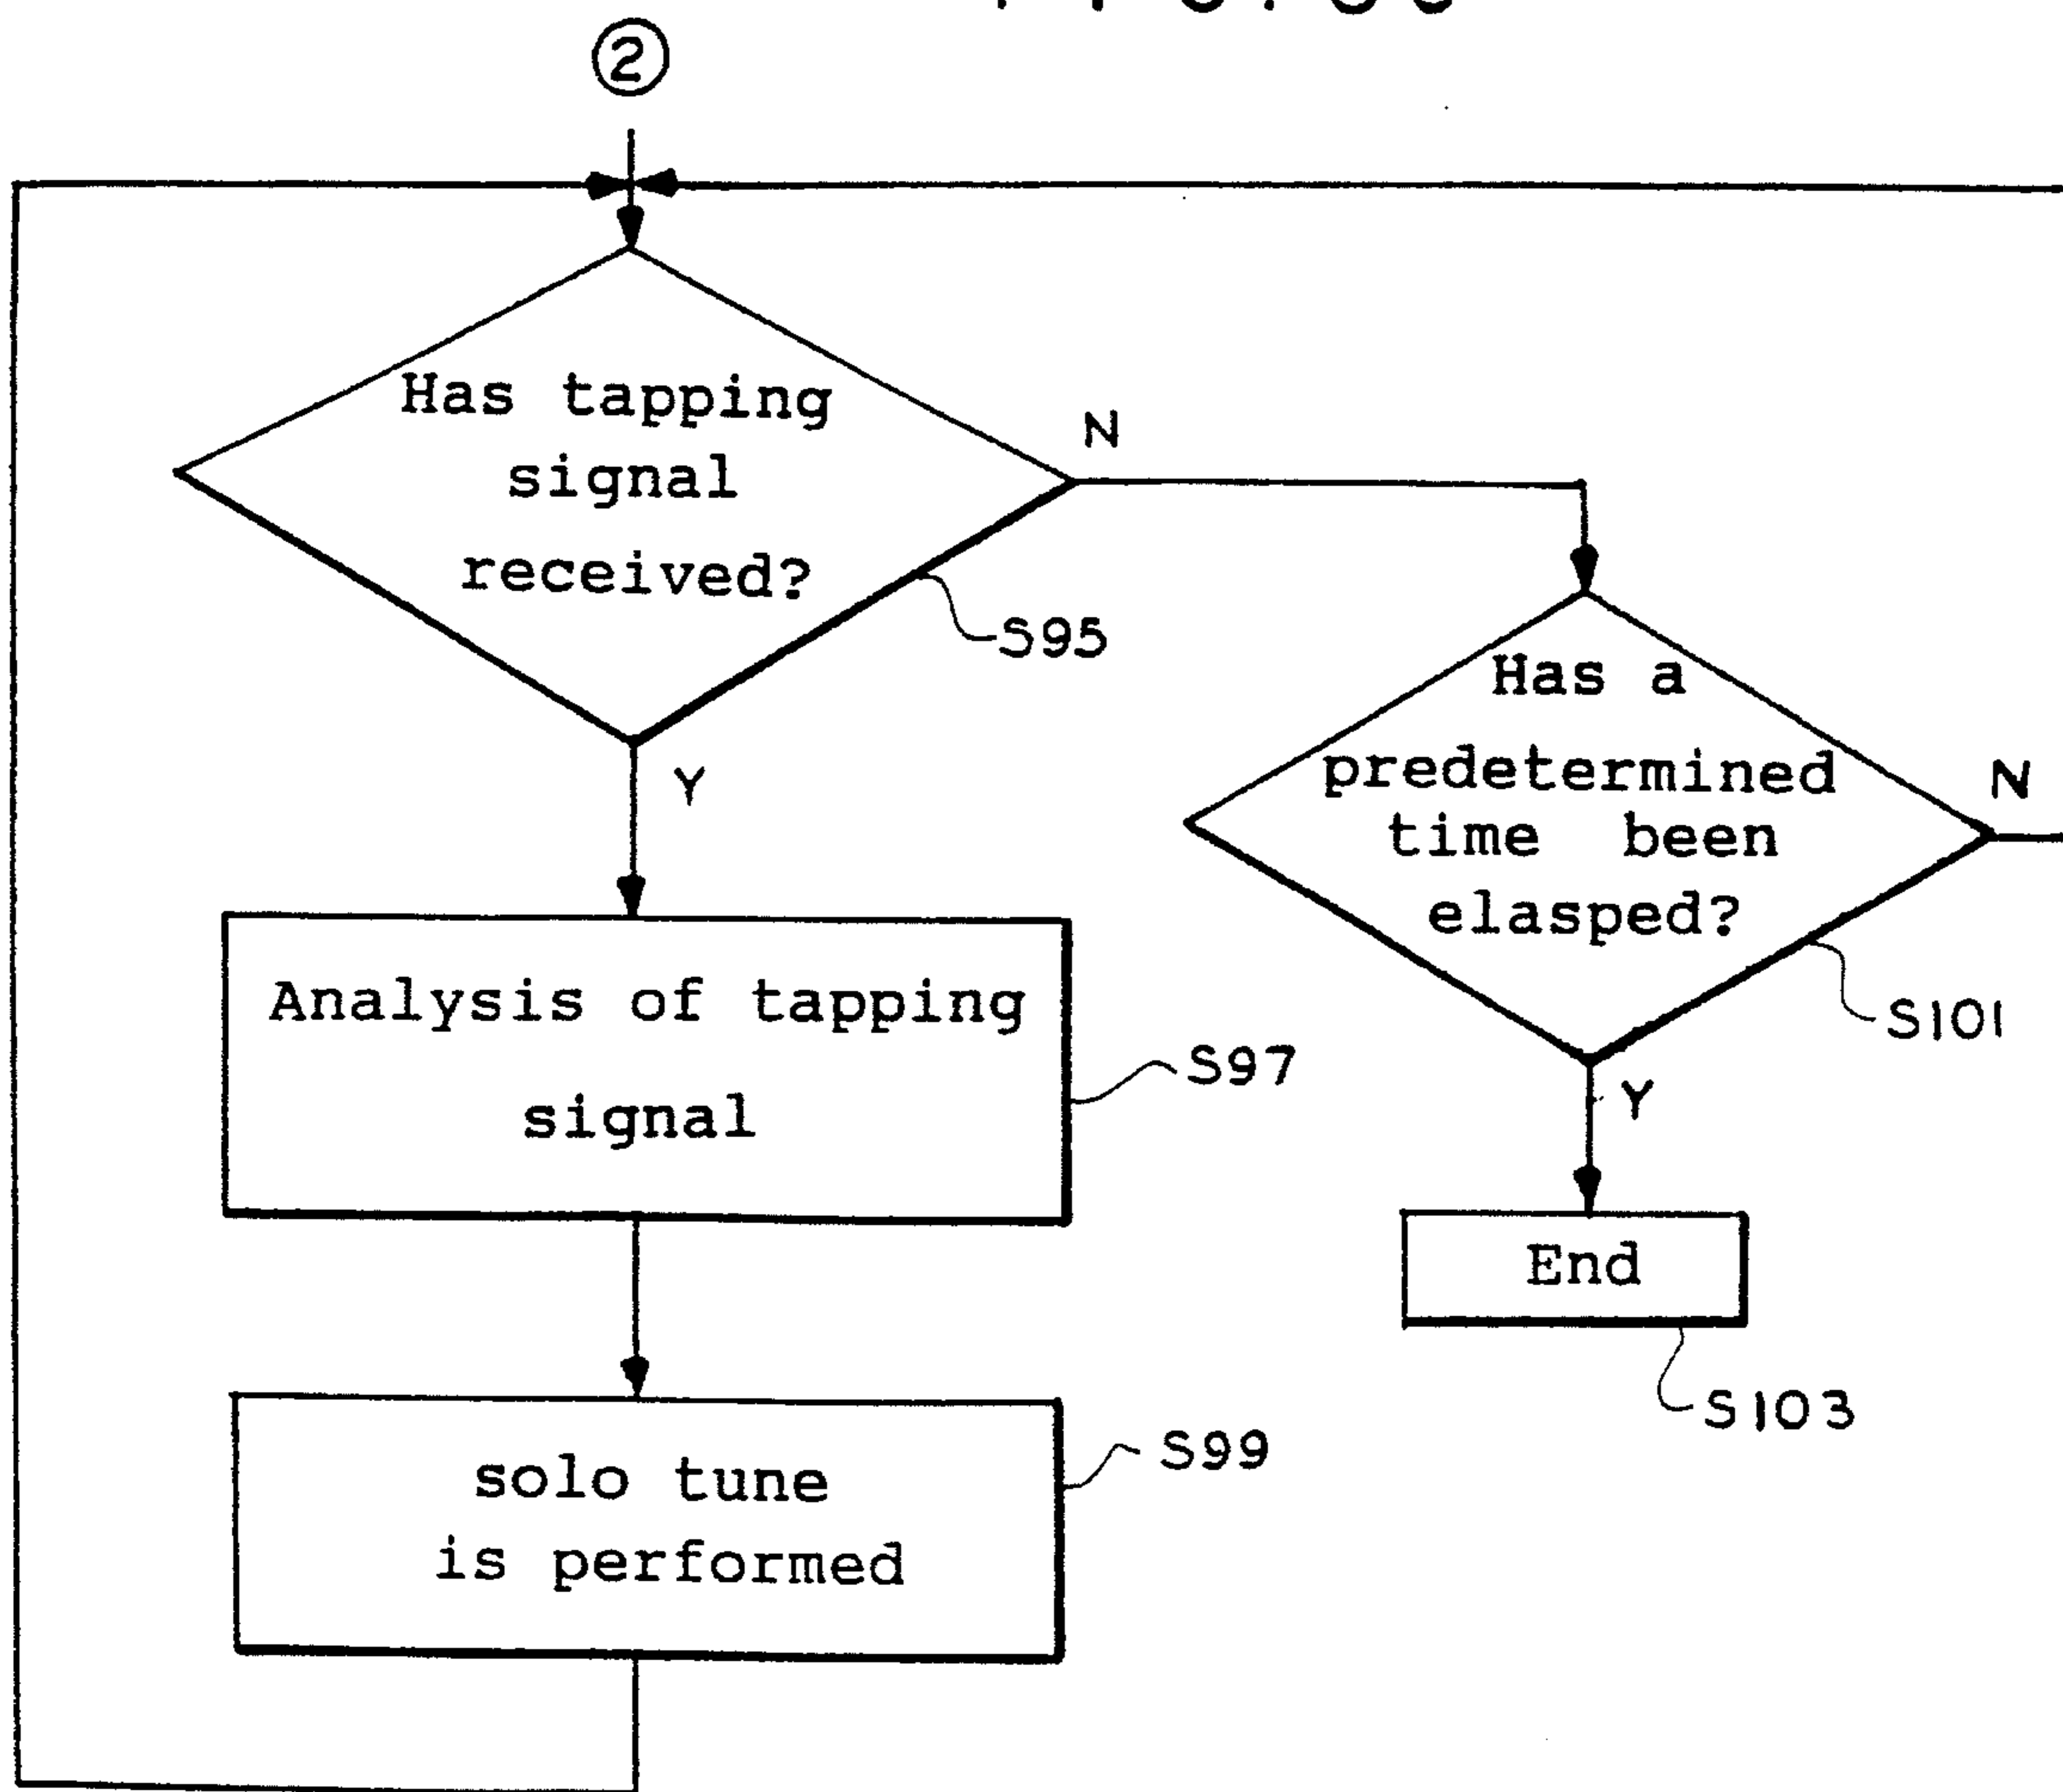 2
Has tapping
signal
received?
N
S95
Y
Has a
predetermined
time been
elasped?
N
S101
Y
Analysis of tapping
signal
S97
End
S103
solo tune
is performed
S99